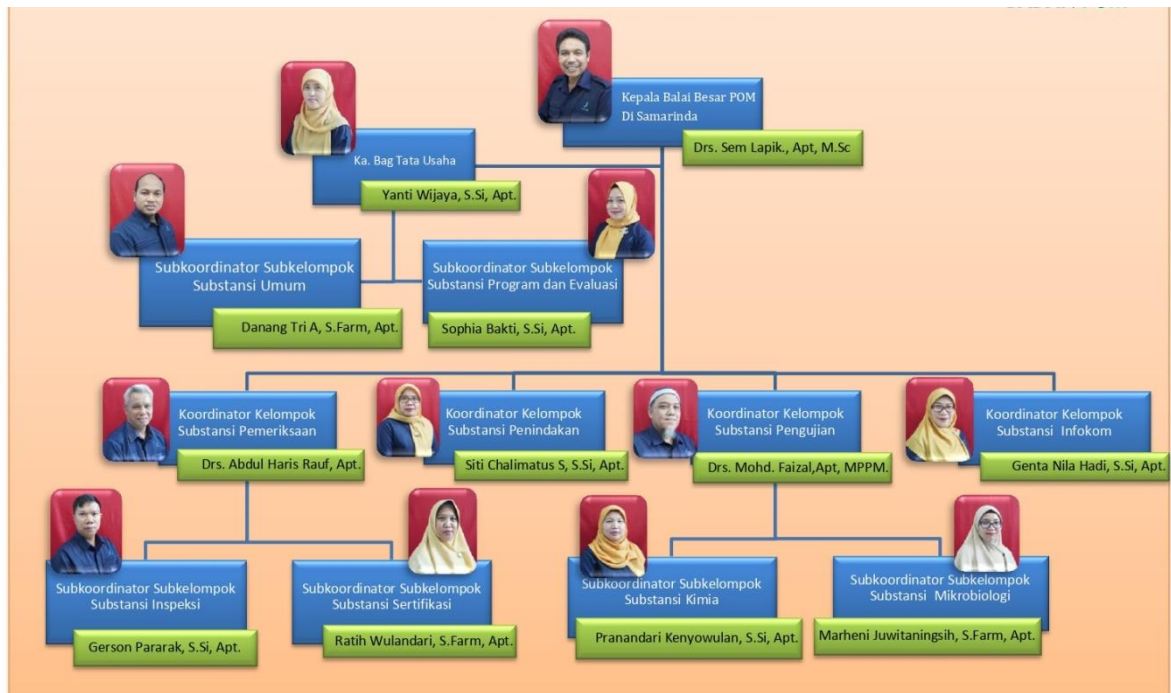 Kepala Balai Besar POM
Di Samarinda
Drs. Sem Lapik., Apt, M.Sc
Ka. Bag Tata Usaha
Yanti Wijaya, S.Si, Apt.
Subkoordinator Subkelompok
Substansi Umum
Danang Tri A, S.Farm, Apt.
Subkoordinator Subkelompok
Substansi Program dan Evaluasi
Sophia Bakti, S.Si, Apt.
Koordinator Kelompok
Substansi Pemeriksaan
Drs. Abdul Haris Rauf, Apt.
Koordinator Kelompok
Substansi Penindakan
Siti Chalimatus S, S.Si, Apt.
Koordinator Kelompok
Substansi Pengujian
Drs. Mohd. Faizal,Apt, MPPM.
Koordinator Kelompok
Substansi Infokom
Genta Nila Hadi, S.Si, Apt.
Subkoordinator Subkelompok
Substansi Inspeksi
Gerson Pararak, S.Si, Apt.
Subkoordinator Subkelompok
Substansi Sertifikasi
Ratih Wulandari, S.Farm, Apt.
Subkoordinator Subkelompok
Substansi Kimia
Pranandari Kenyowulan, S.Si, Apt.
Subkoordinator Subkelompok
Substansi Mikrobiologi
Marheni Juwitaningsih, S.Farm, Apt.